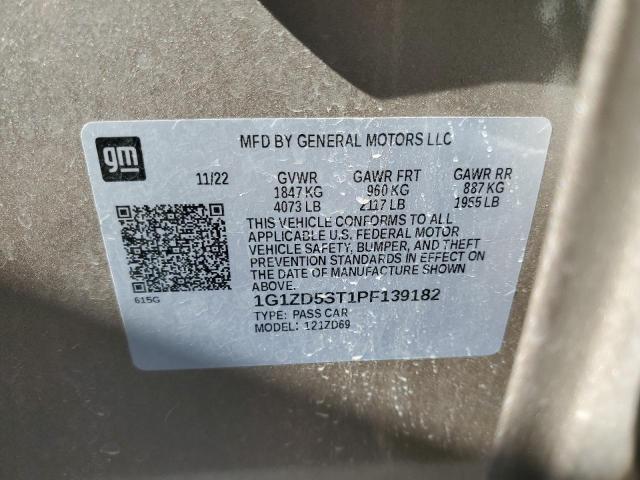 gm
MFD BY GENERAL MOTORS LLC
11/22 GVWR GAWR FRT GAWR RR
1847 KG 960 KG 887 KG
4073 LB 2117 LB 1955 LB
THIS VEHICLE CONFORMS TO ALL
APPLICABLE U.S. FEDERAL MOTOR
VEHICLE SAFETY, BUMPER, AND THEFT
PREVENTION STANDARDS IN EFFECT ON
THE DATE OF MANUFACTURE SHOWN
ABOVE.
615G
1G1ZD5ST1PF139182
TYPE: PASS CAR
MODEL: 121ZD69